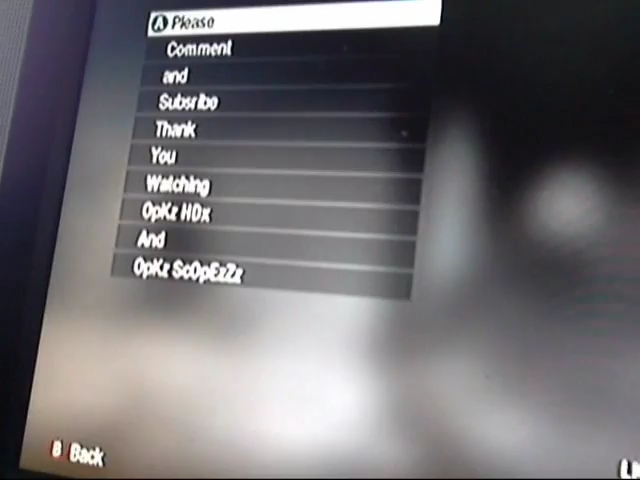 A Please
Comment
and
Subsribe
Thank
You
Watching
OpKz HDx
And
OpKz ScOpEzZz
B Back